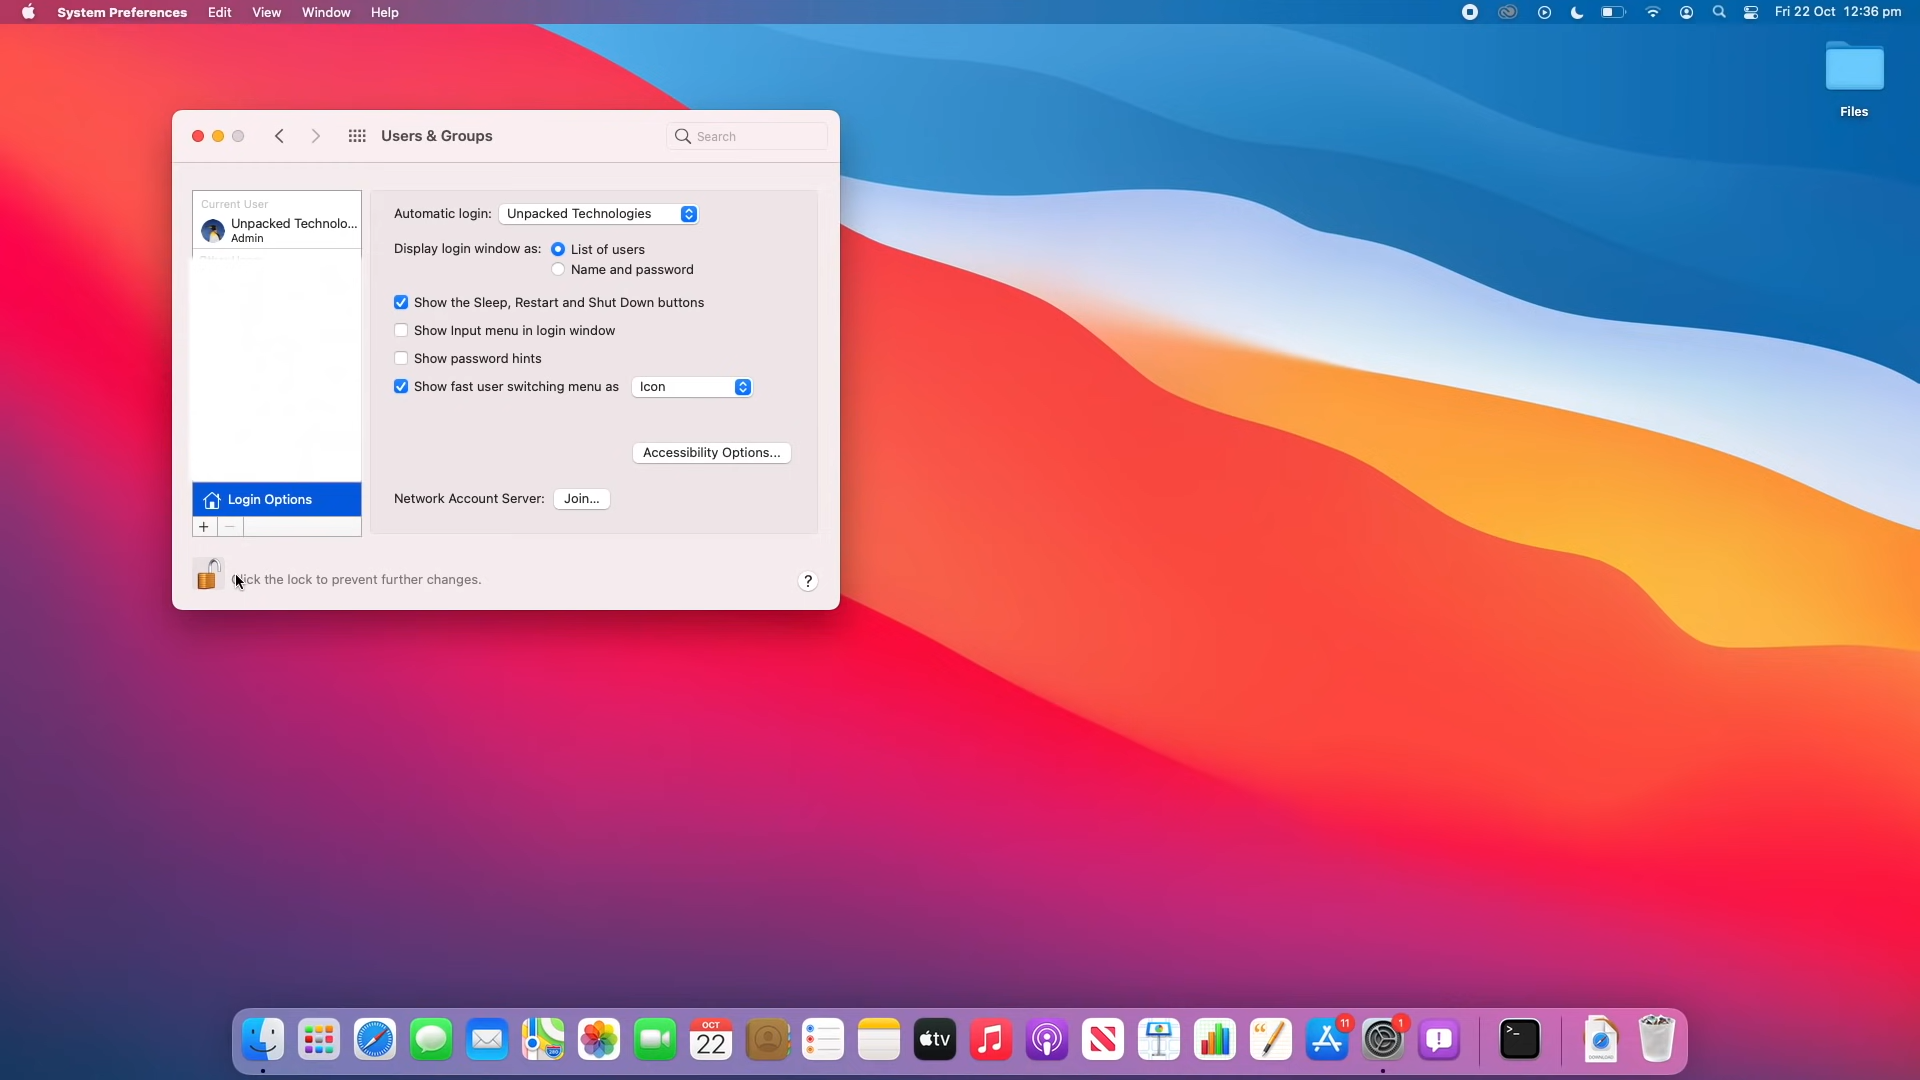 System Preferences Edit View Window Help
Fri 22 Oct 12:36 pm
Files
Users & Groups
Search
Current User
Unpacked Technolo...
Admin
Automatic login: Unpacked Technologies
Display login window as: List of users
Name and password
Show the Sleep, Restart and Shut Down buttons
Show Input menu in login window
Show password hints
Show fast user switching menu as Icon
Accessibility Options...
Login Options
Network Account Server: Join...
+ −
Click the lock to prevent further changes.
?
OCT
22
tv
11
1
>_
280
DOWNLOAD